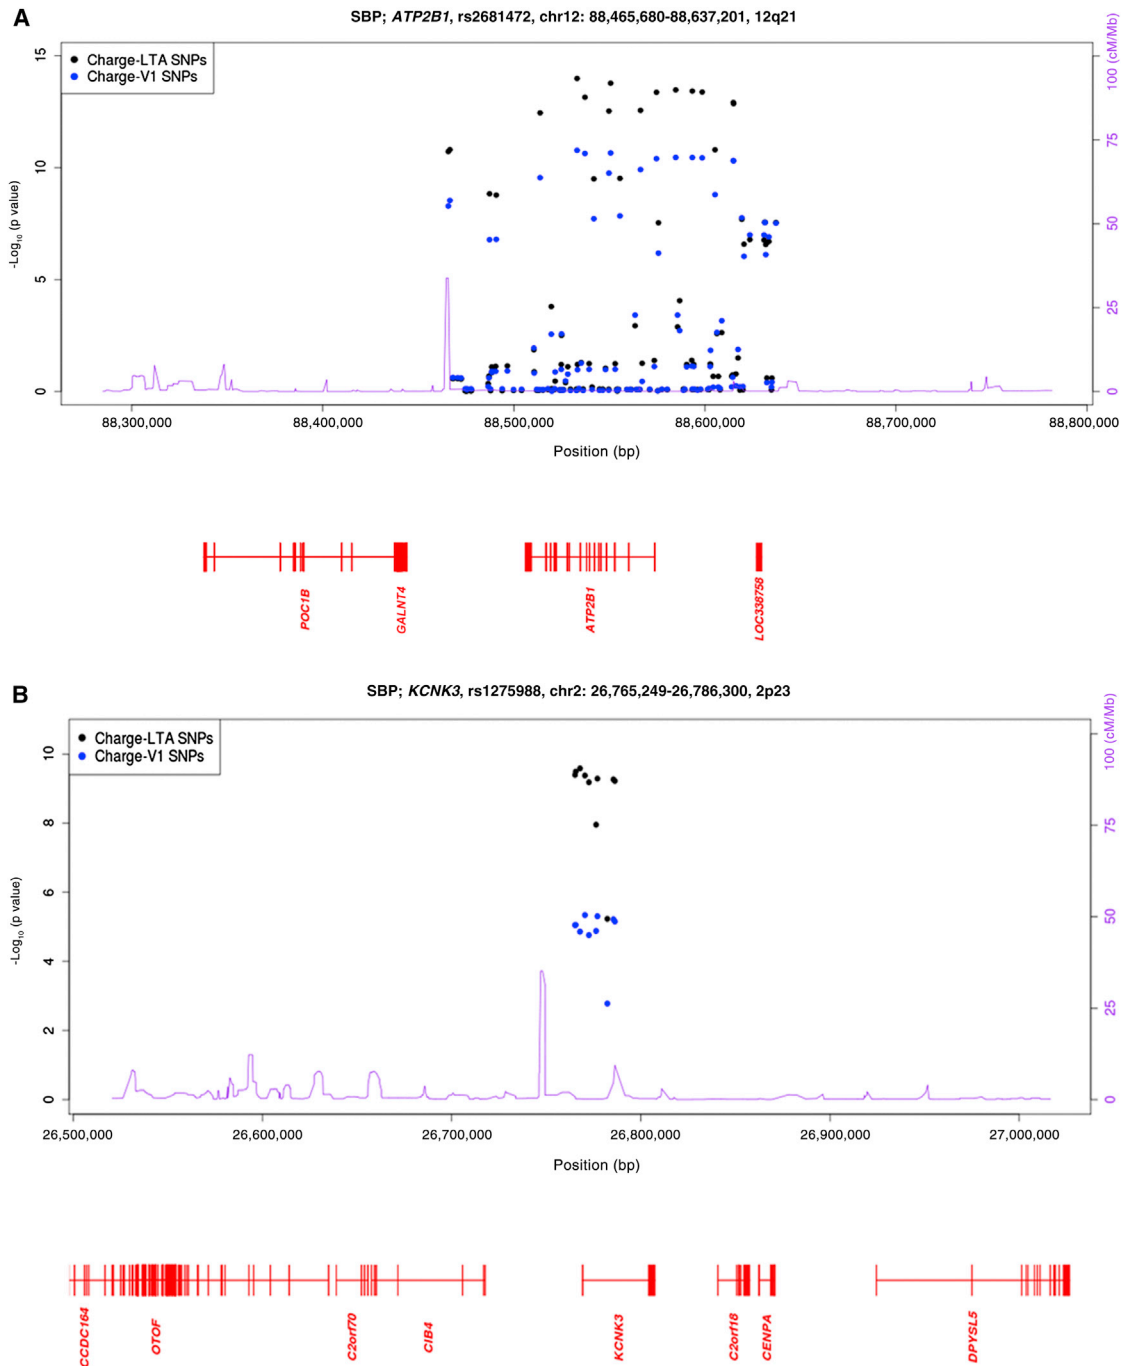 A
SBP; ATP2B1, rs2681472, chr12: 88,465,680-88,637,201, 12q21
Charge-LTA SNPs
Charge-V1 SNPs
-Log10 (p value)
15
10
5
0
100 (cM/Mb)
75
50
25
0
88,300,000 88,400,000 88,500,000 88,600,000 88,700,000 88,800,000
Position (bp)
POC1B GALNT4 ATP2B1 LOC338758
B
SBP; KCNK3, rs1275988, chr2: 26,765,249-26,786,300, 2p23
Charge-LTA SNPs
Charge-V1 SNPs
-Log10 (p value)
10
8
6
4
2
0
100 (cM/Mb)
75
50
25
0
26,500,000 26,600,000 26,700,000 26,800,000 26,900,000 27,000,000
Position (bp)
CCDC164 OTOF C2orf70 CIB4 KCNK3 C2orf18 CENPA DPYSL5